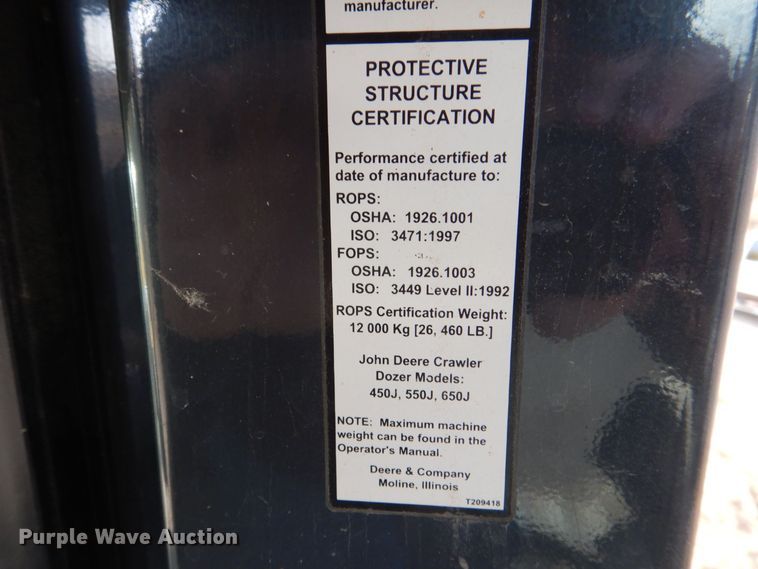 manufacturer.
PROTECTIVE
STRUCTURE
CERTIFICATION
Performance certified at
date of manufacture to:
ROPS:
OSHA: 1926.1001
ISO: 3471:1997
FOPS:
OSHA: 1926.1003
ISO: 3449 Level II:1992
ROPS Certification Weight:
12 000 Kg [26, 460 LB.]
John Deere Crawler
Dozer Models:
450J, 550J, 650J
NOTE: Maximum machine
weight can be found in the
Operator's Manual.
Deere & Company
Moline, Illinois
T209418
Purple Wave Auction